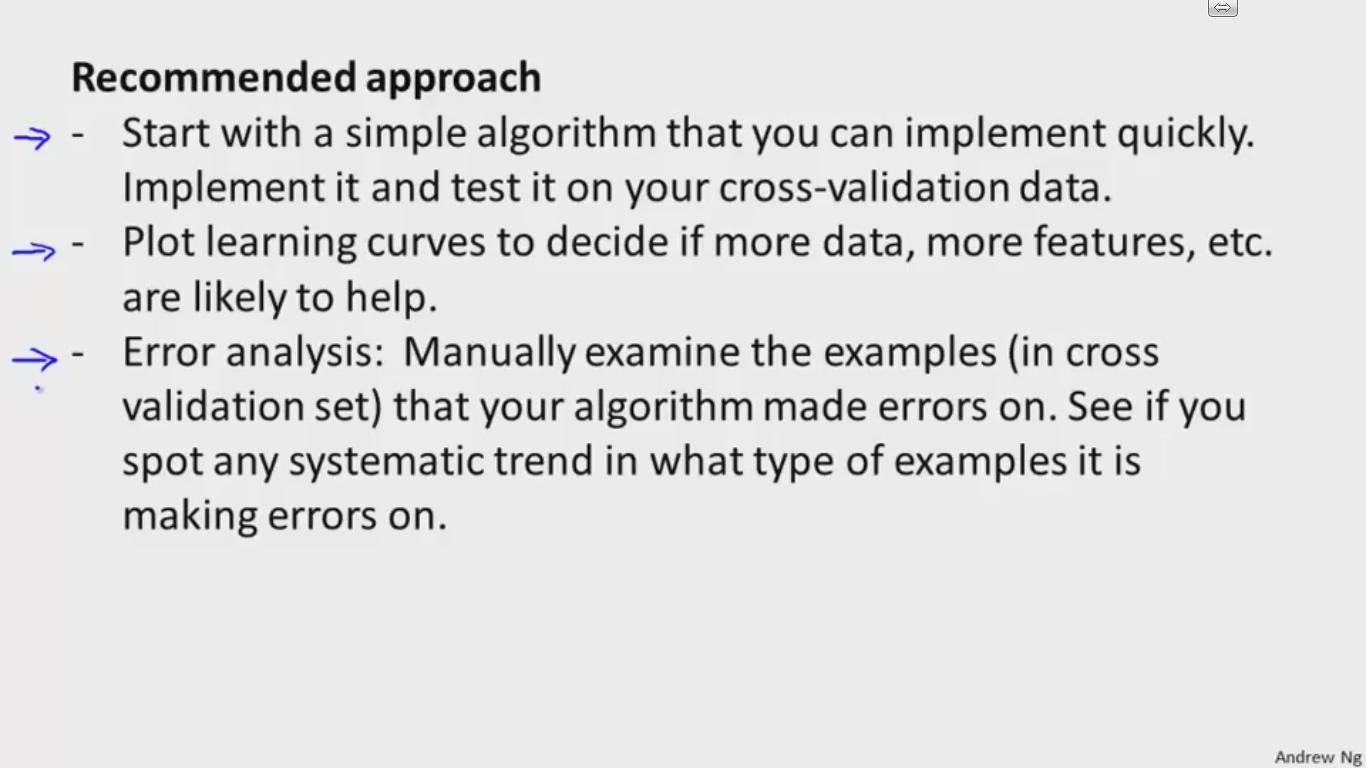 Recommended approach
- Start with a simple algorithm that you can implement quickly.
Implement it and test it on your cross-validation data.
- Plot learning curves to decide if more data, more features, etc.
are likely to help.
- Error analysis: Manually examine the examples (in cross
validation set) that your algorithm made errors on. See if you
spot any systematic trend in what type of examples it is
making errors on.
Andrew Ng